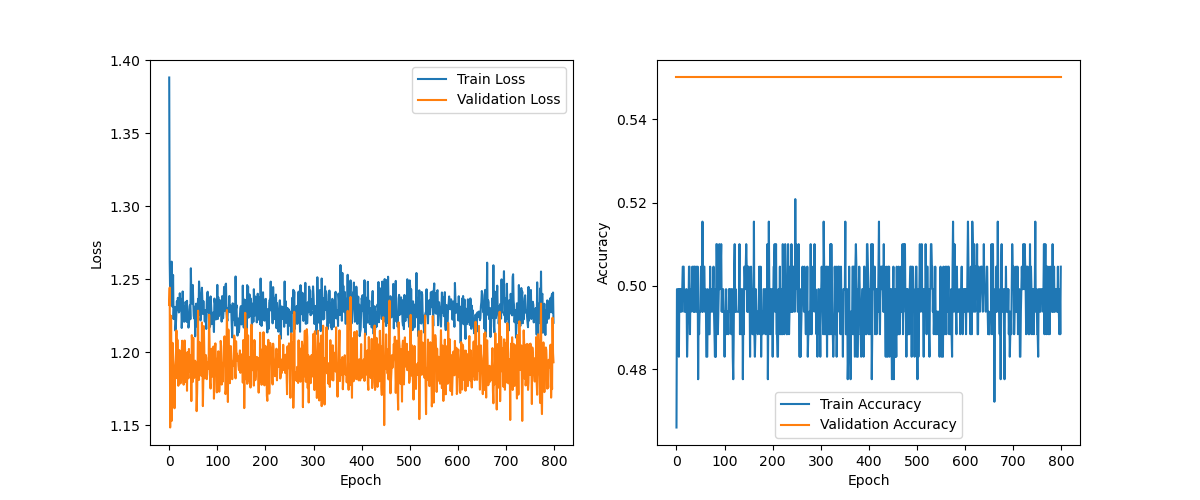 1.40
1.35
1.30
1.25
1.20
1.15
Loss
0 100 200 300 400 500 600 700 800
Epoch
Train Loss
Validation Loss
0.54
0.52
0.50
0.48
Accuracy
0 100 200 300 400 500 600 700 800
Epoch
Train Accuracy
Validation Accuracy